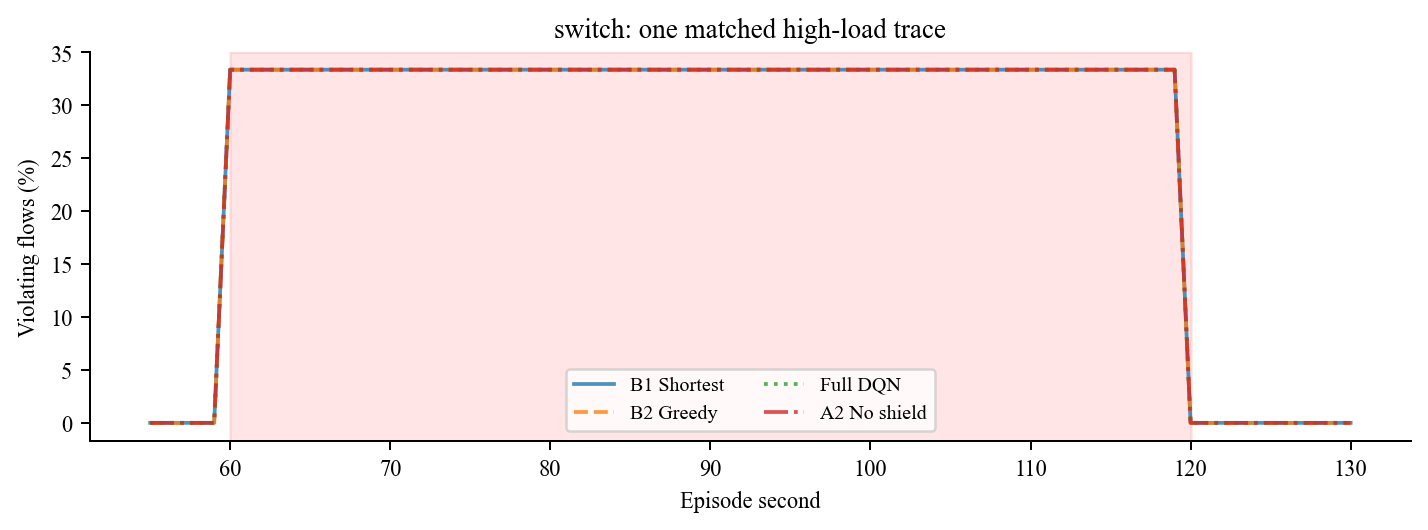 switch: one matched high-load trace
Violating flows (%)
35
30
25
20
15
10
5
0
B1 Shortest
B2 Greedy
Full DQN
A2 No shield
60 70 80 90 100 110 120 130
Episode second